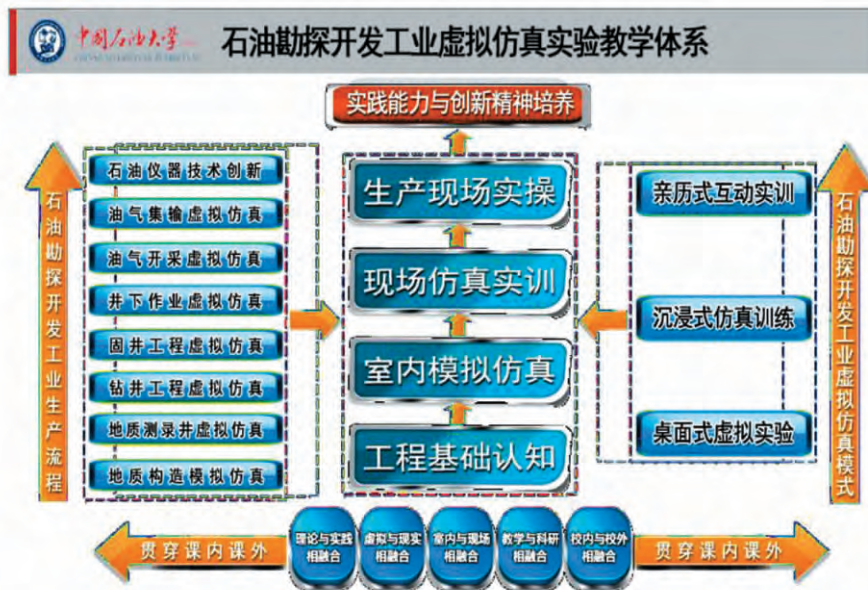 中国石油大学
石油勘探开发工业虚拟仿真实验教学体系
实践能力与创新精神培养
石油勘探开发工业生产流程
石油仪器技术创新
油气集输虚拟仿真
油气开采虚拟仿真
井下作业虚拟仿真
固井工程虚拟仿真
钻井工程虚拟仿真
地质测录井虚拟仿真
地质构造模拟仿真
生产现场实操
现场仿真实训
室内模拟仿真
工程基础认知
亲历式互动实训
沉浸式仿真训练
桌面式虚拟实验
石油勘探开发工业虚拟仿真模式
贯穿课内课外
理论与实践
相融合
虚拟与现实
相融合
室内与现场
相融合
教学与科研
相融合
校内与校外
相融合
贯穿课内课外